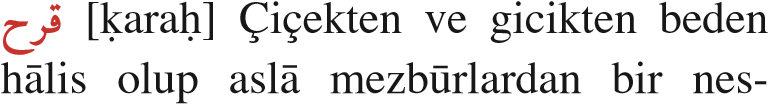 قرح [ḳaraḥ] Çiçekten ve gicikten beden
hālis olup aslā mezbūrlardan bir nes-